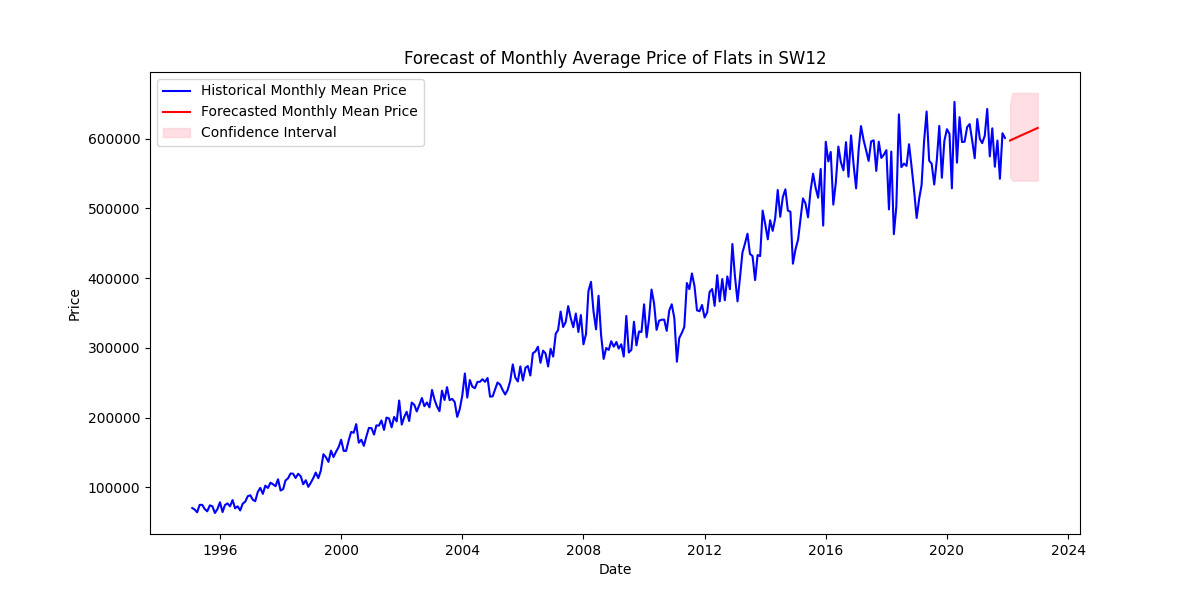 Forecast of Monthly Average Price of Flats in SW12
Historical Monthly Mean Price
Forecasted Monthly Mean Price
Confidence Interval
600000
500000
400000
300000
200000
100000
Price
1996 2000 2004 2008 2012 2016 2020 2024
Date